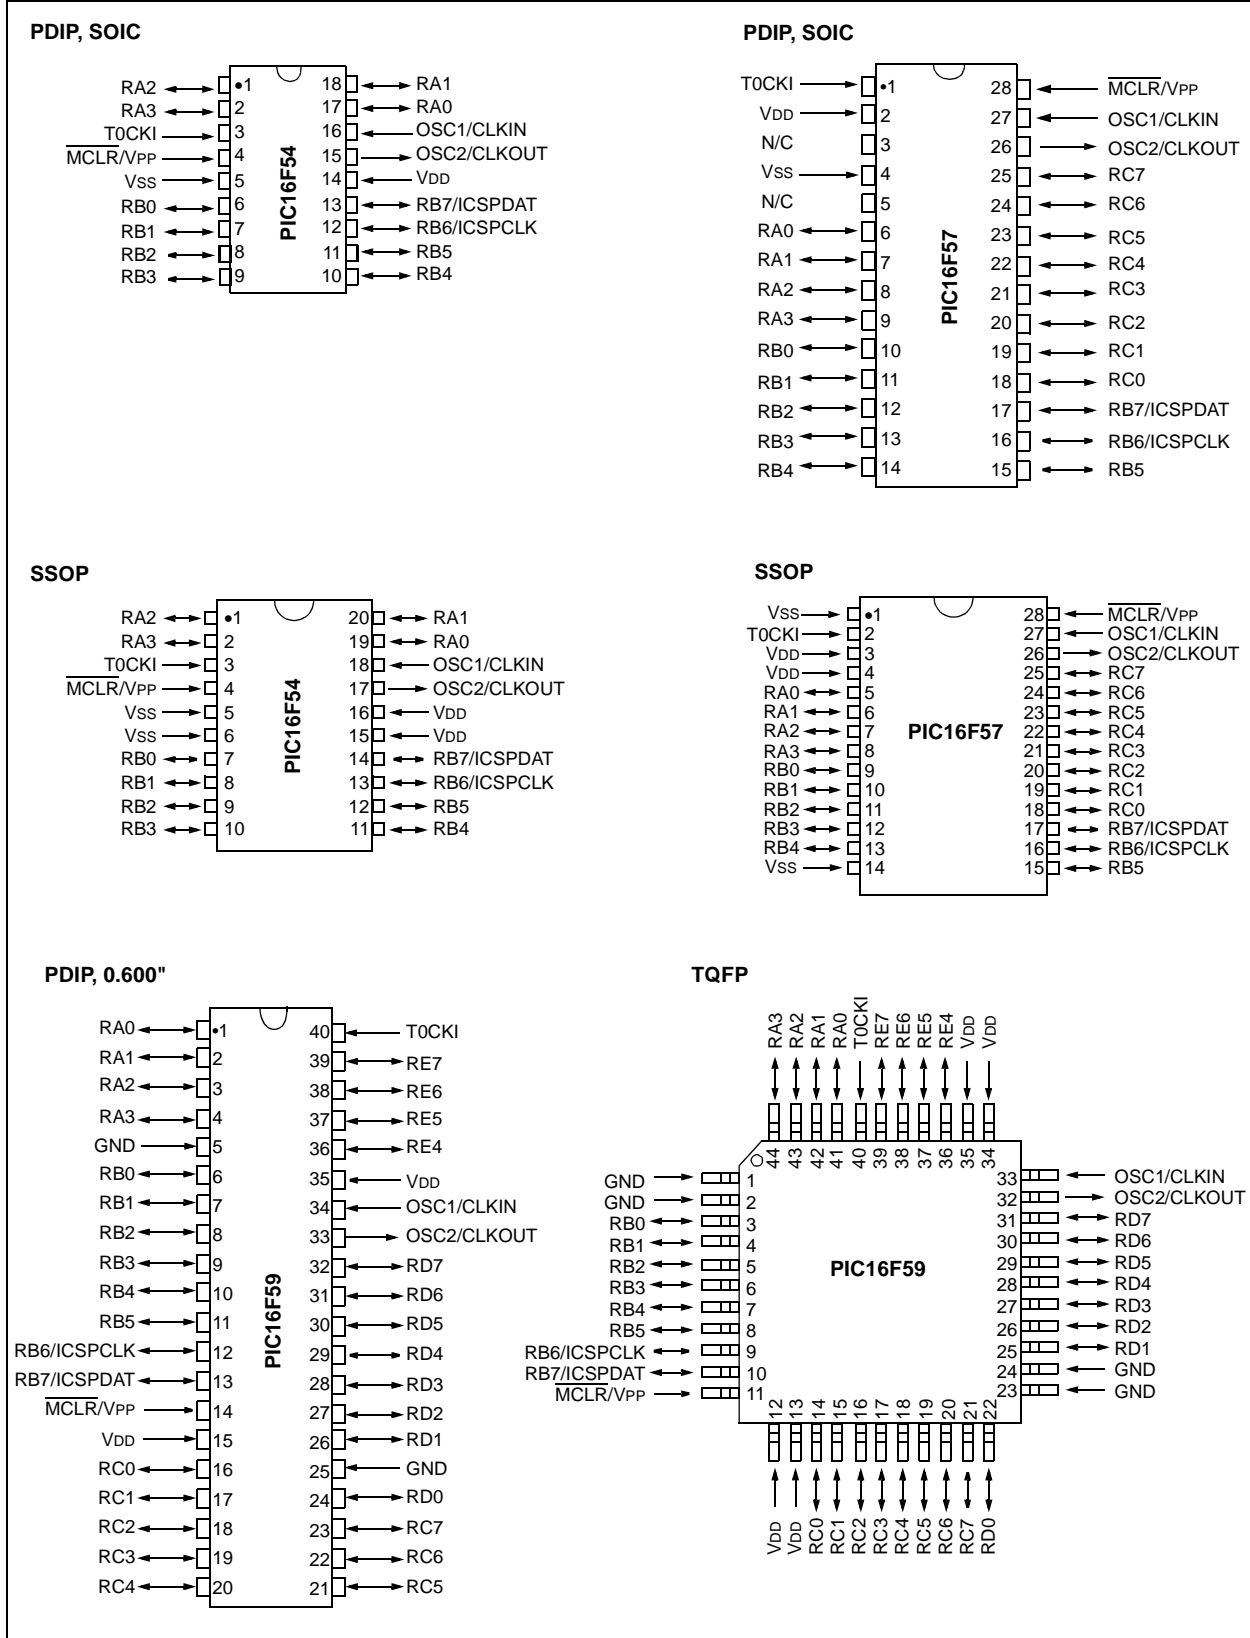 PDIP, SOIC
RA2 •1 18 RA1
RA3 2 17 RA0
T0CKI 3 16 OSC1/CLKIN
MCLR/VPP 4 15 OSC2/CLKOUT
VSS 5 14 VDD
RB0 6 13 RB7/ICSPDAT
RB1 7 12 RB6/ICSPCLK
RB2 8 11 RB5
RB3 9 10 RB4
PIC16F54
PDIP, SOIC
T0CKI •1 28 MCLR/VPP
VDD 2 27 OSC1/CLKIN
N/C 3 26 OSC2/CLKOUT
VSS 4 25 RC7
N/C 5 24 RC6
RA0 6 23 RC5
RA1 7 22 RC4
RA2 8 21 RC3
RA3 9 20 RC2
RB0 10 19 RC1
RB1 11 18 RC0
RB2 12 17 RB7/ICSPDAT
RB3 13 16 RB6/ICSPCLK
RB4 14 15 RB5
PIC16F57
SSOP
RA2 •1 20 RA1
RA3 2 19 RA0
T0CKI 3 18 OSC1/CLKIN
MCLR/VPP 4 17 OSC2/CLKOUT
VSS 5 16 VDD
VSS 6 15 VDD
RB0 7 14 RB7/ICSPDAT
RB1 8 13 RB6/ICSPCLK
RB2 9 12 RB5
RB3 10 11 RB4
PIC16F54
SSOP
VSS •1 28 MCLR/VPP
T0CKI 2 27 OSC1/CLKIN
VDD 3 26 OSC2/CLKOUT
VDD 4 25 RC7
RA0 5 24 RC6
RA1 6 23 RC5
RA2 7 22 RC4
RA3 8 21 RC3
RB0 9 20 RC2
RB1 10 19 RC1
RB2 11 18 RC0
RB3 12 17 RB7/ICSPDAT
RB4 13 16 RB6/ICSPCLK
VSS 14 15 RB5
PIC16F57
PDIP, 0.600"
RA0 •1 40 T0CKI
RA1 2 39 RE7
RA2 3 38 RE6
RA3 4 37 RE5
GND 5 36 RE4
RB0 6 35 VDD
RB1 7 34 OSC1/CLKIN
RB2 8 33 OSC2/CLKOUT
RB3 9 32 RD7
RB4 10 31 RD6
RB5 11 30 RD5
RB6/ICSPCLK 12 29 RD4
RB7/ICSPDAT 13 28 RD3
MCLR/VPP 14 27 RD2
VDD 15 26 RD1
RC0 16 25 GND
RC1 17 24 RD0
RC2 18 23 RC7
RC3 19 22 RC6
RC4 20 21 RC5
PIC16F59
TQFP
RA3 RA2 RA1 RA0 T0CKI RE7 RE6 RE5 RE4 VDD VDD
44 43 42 41 40 39 38 37 36 35 34
GND 1 33 OSC1/CLKIN
GND 2 32 OSC2/CLKOUT
RB0 3 31 RD7
RB1 4 30 RD6
RB2 5 29 RD5
RB3 6 28 RD4
RB4 7 27 RD3
RB5 8 26 RD2
RB6/ICSPCLK 9 25 RD1
RB7/ICSPDAT 10 24 GND
MCLR/VPP 11 23 GND
PIC16F59
12 13 14 15 16 17 18 19 20 21 22
VDD VDD RC0 RC1 RC2 RC3 RC4 RC5 RC6 RC7 RD0